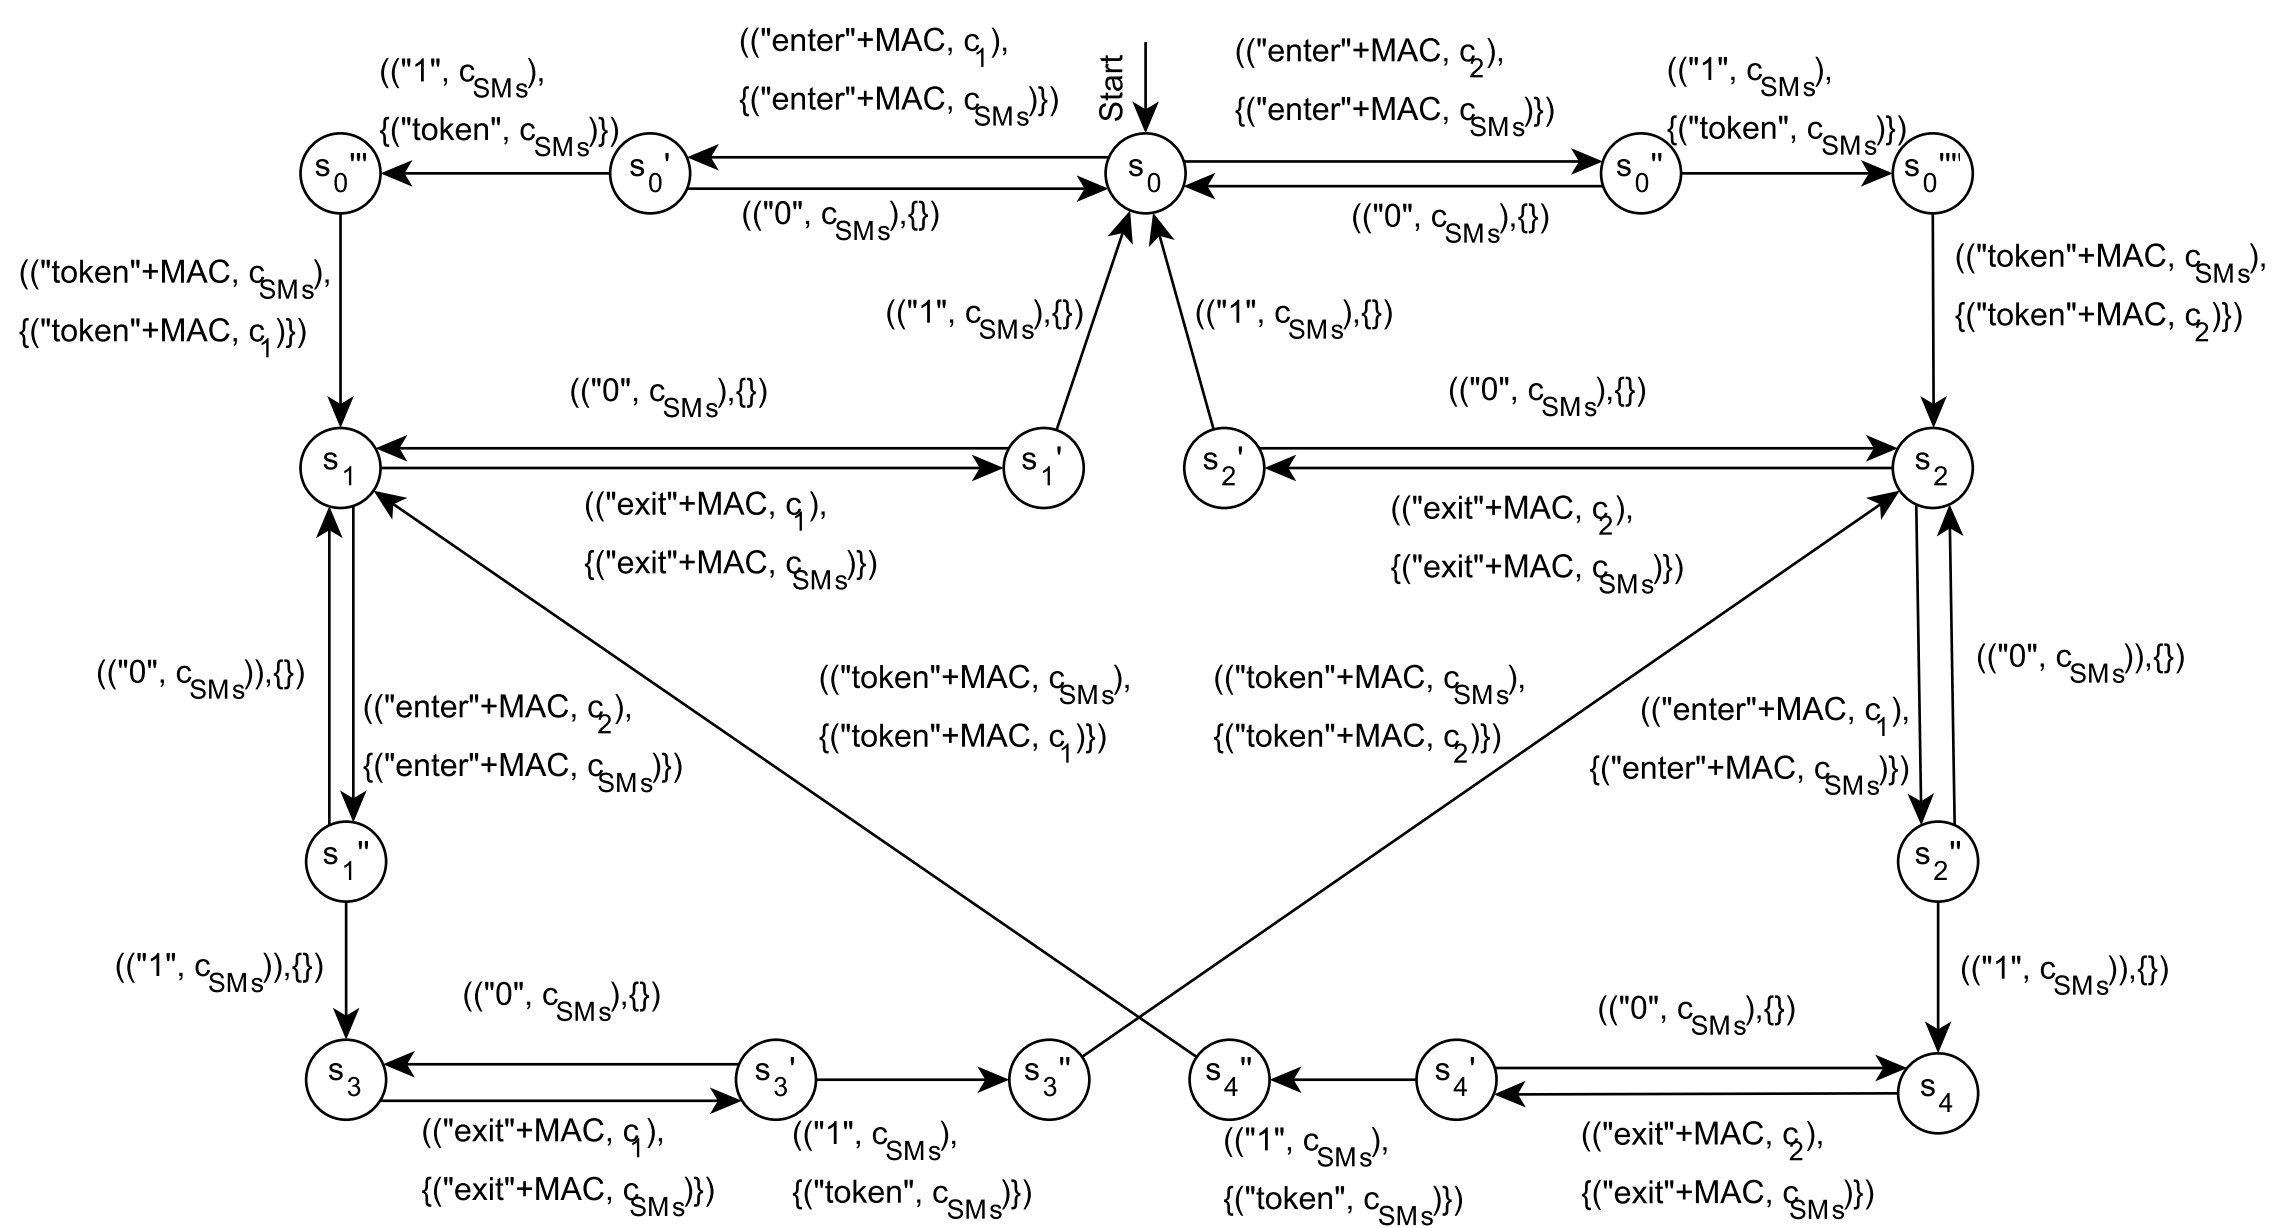 (("enter"+MAC, c1),
{("enter"+MAC, cSMs)})
(("enter"+MAC, c2),
{("enter"+MAC, cSMs)})
(("1", cSMs),
{("token", cSMs)})
(("1", cSMs),
{("token", cSMs)})
Start
s0'''
s0'
s0
s0''
s0''''
(("0", cSMs),{})
(("0", cSMs),{})
(("token"+MAC, cSMs),
{("token"+MAC, c1)})
(("token"+MAC, cSMs),
{("token"+MAC, c2)})
(("1", cSMs),{})
(("1", cSMs),{})
(("0", cSMs),{})
(("0", cSMs),{})
s1
s1'
s2'
s2
(("exit"+MAC, c1),
{("exit"+MAC, cSMs)})
(("exit"+MAC, c2),
{("exit"+MAC, cSMs)})
(("0", cSMs)),{})
(("enter"+MAC, c2),
{("enter"+MAC, cSMs)})
(("token"+MAC, cSMs),
{("token"+MAC, c1)})
(("token"+MAC, cSMs),
{("token"+MAC, c2)})
(("enter"+MAC, c1),
{("enter"+MAC, cSMs)})
(("0", cSMs)),{})
s1''
s2''
(("1", cSMs)),{})
(("0", cSMs),{})
(("0", cSMs),{})
(("1", cSMs)),{})
s3
s3'
s3''
s4''
s4'
s4
(("exit"+MAC, c1),
{("exit"+MAC, cSMs)})
(("1", cSMs),
{("token", cSMs)})
(("1", cSMs),
{("token", cSMs)})
(("exit"+MAC, c2),
{("exit"+MAC, cSMs)})